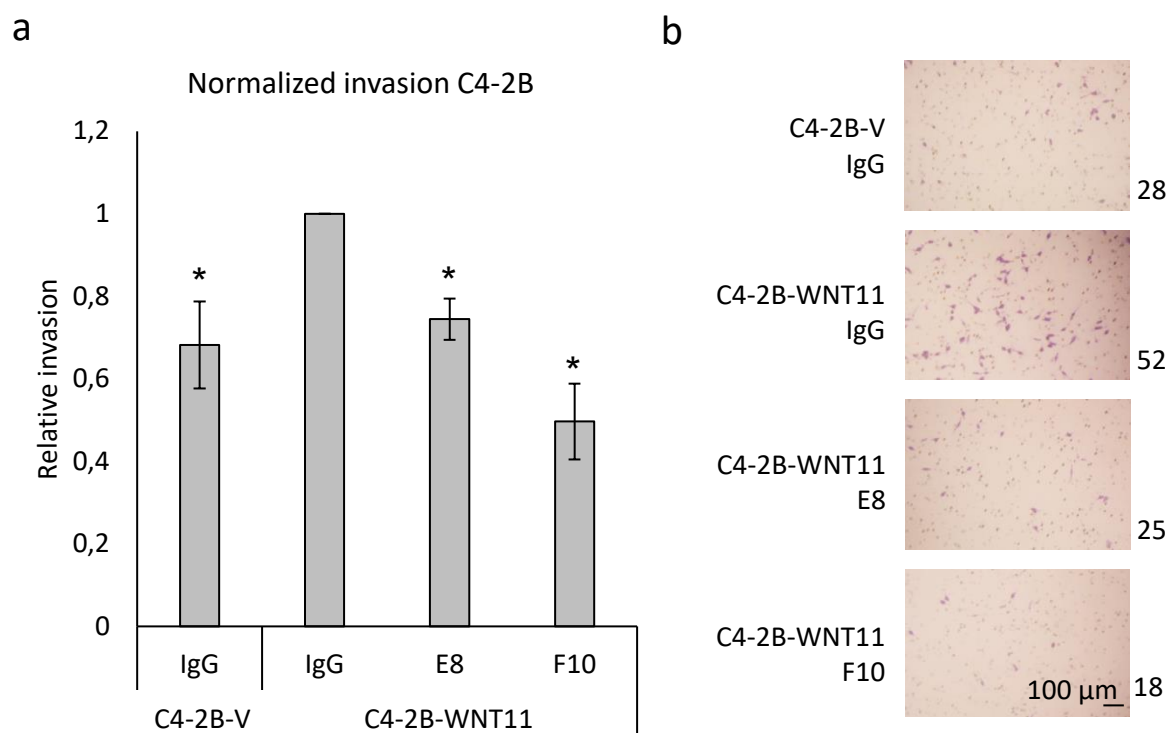 a
Normalized invasion C4-2B
Relative invasion
1,2
1
0,8
0,6
0,4
0,2
0
*
*
*
IgG IgG E8 F10
C4-2B-V C4-2B-WNT11
b
C4-2B-V
IgG
28
C4-2B-WNT11
IgG
52
C4-2B-WNT11
E8
25
C4-2B-WNT11
F10
100 µm
18